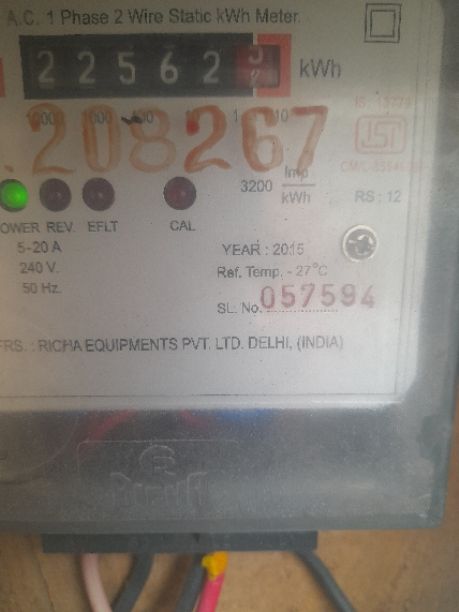 A.C. 1 Phase 2 Wire Static kWh Meter.
22562 kWh
IS : 13779
208267
3200 Imp/kWh
RS : 12
OWER REV. EFLT CAL
5-20 A
240 V.
50 Hz.
YEAR : 2015
Ref. Temp. - 27°C
SL. No. 057594
FRS. : RICHA EQUIPMENTS PVT. LTD. DELHI, (INDIA)